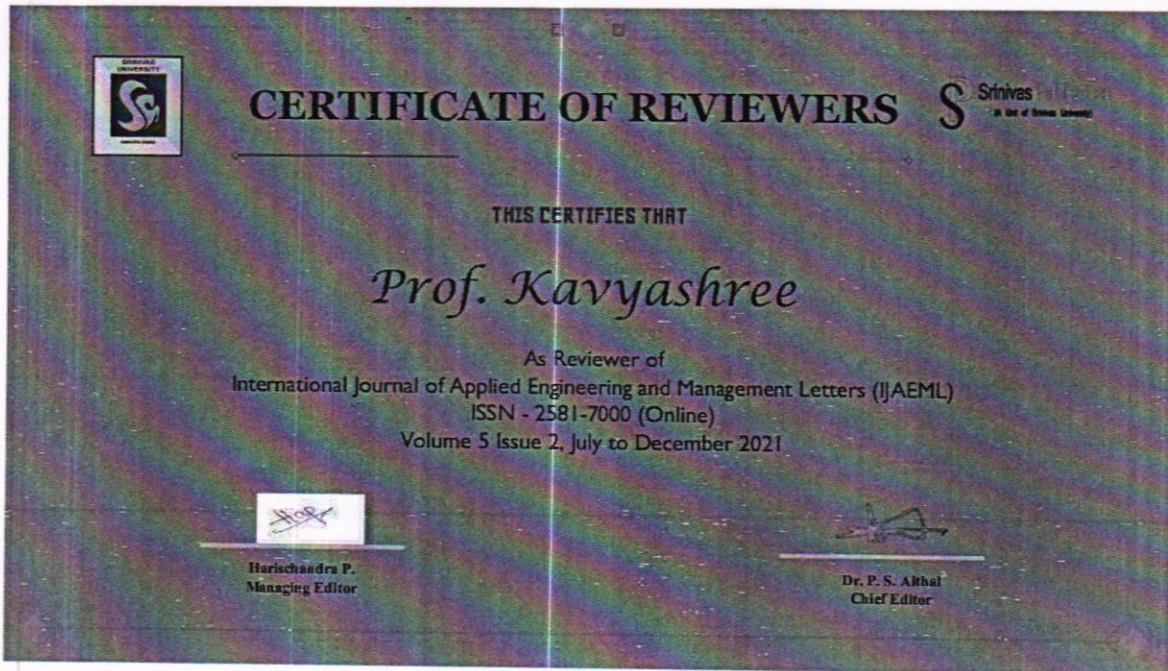 SRINIVAS
UNIVERSITY
CERTIFICATE OF REVIEWERS
Srinivas
THIS CERTIFIES THAT
Prof. Kavyashree
As Reviewer of
International Journal of Applied Engineering and Management Letters (IJAEML)
ISSN - 2581-7000 (Online)
Volume 5 Issue 2, July to December 2021
Harischandra P.
Managing Editor
Dr. P. S. Aithal
Chief Editor